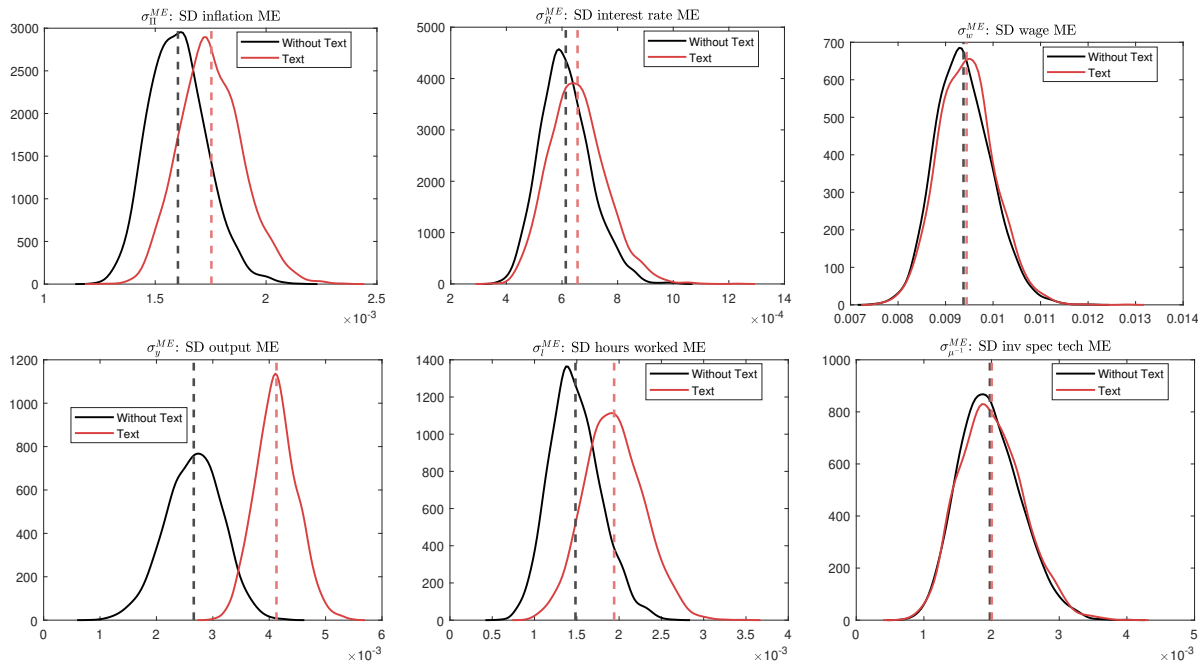 σ_Π^{ME}: SD inflation ME
3000
2500
2000
1500
1000
500
0
Without Text
Text
1 1.5 2 2.5
×10⁻³
σ_R^{ME}: SD interest rate ME
5000
4000
3000
2000
1000
0
Without Text
Text
2 4 6 8 10 12 14
×10⁻⁴
σ_w^{ME}: SD wage ME
700
600
500
400
300
200
100
0
Without Text
Text
0.007 0.008 0.009 0.01 0.011 0.012 0.013 0.014
σ_y^{ME}: SD output ME
1200
1000
800
600
400
200
0
Without Text
Text
0 1 2 3 4 5 6
×10⁻³
σ_l^{ME}: SD hours worked ME
1400
1200
1000
800
600
400
200
0
Without Text
Text
0 0.5 1 1.5 2 2.5 3 3.5 4
×10⁻³
σ_{μ⁻¹}^{ME}: SD inv spec tech ME
1000
800
600
400
200
0
Without Text
Text
0 1 2 3 4 5
×10⁻³